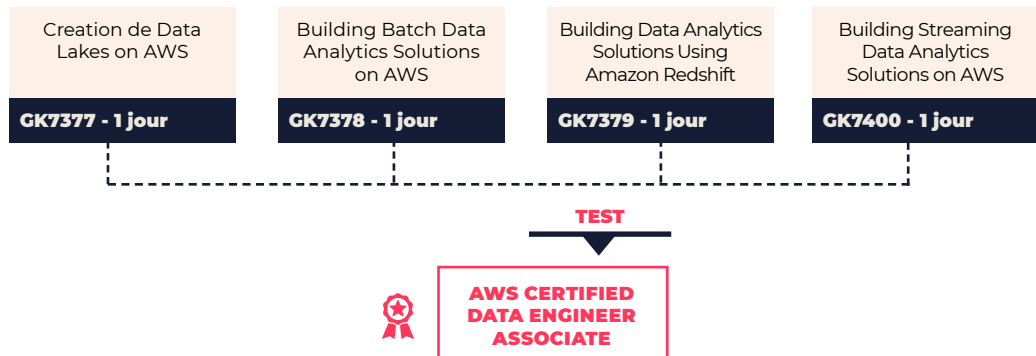 Creation de Data
Lakes on AWS
GK7377 - 1 jour
Building Batch Data
Analytics Solutions
on AWS
GK7378 - 1 jour
Building Data Analytics
Solutions Using
Amazon Redshift
GK7379 - 1 jour
Building Streaming
Data Analytics
Solutions on AWS
GK7400 - 1 jour
TEST
AWS CERTIFIED
DATA ENGINEER
ASSOCIATE